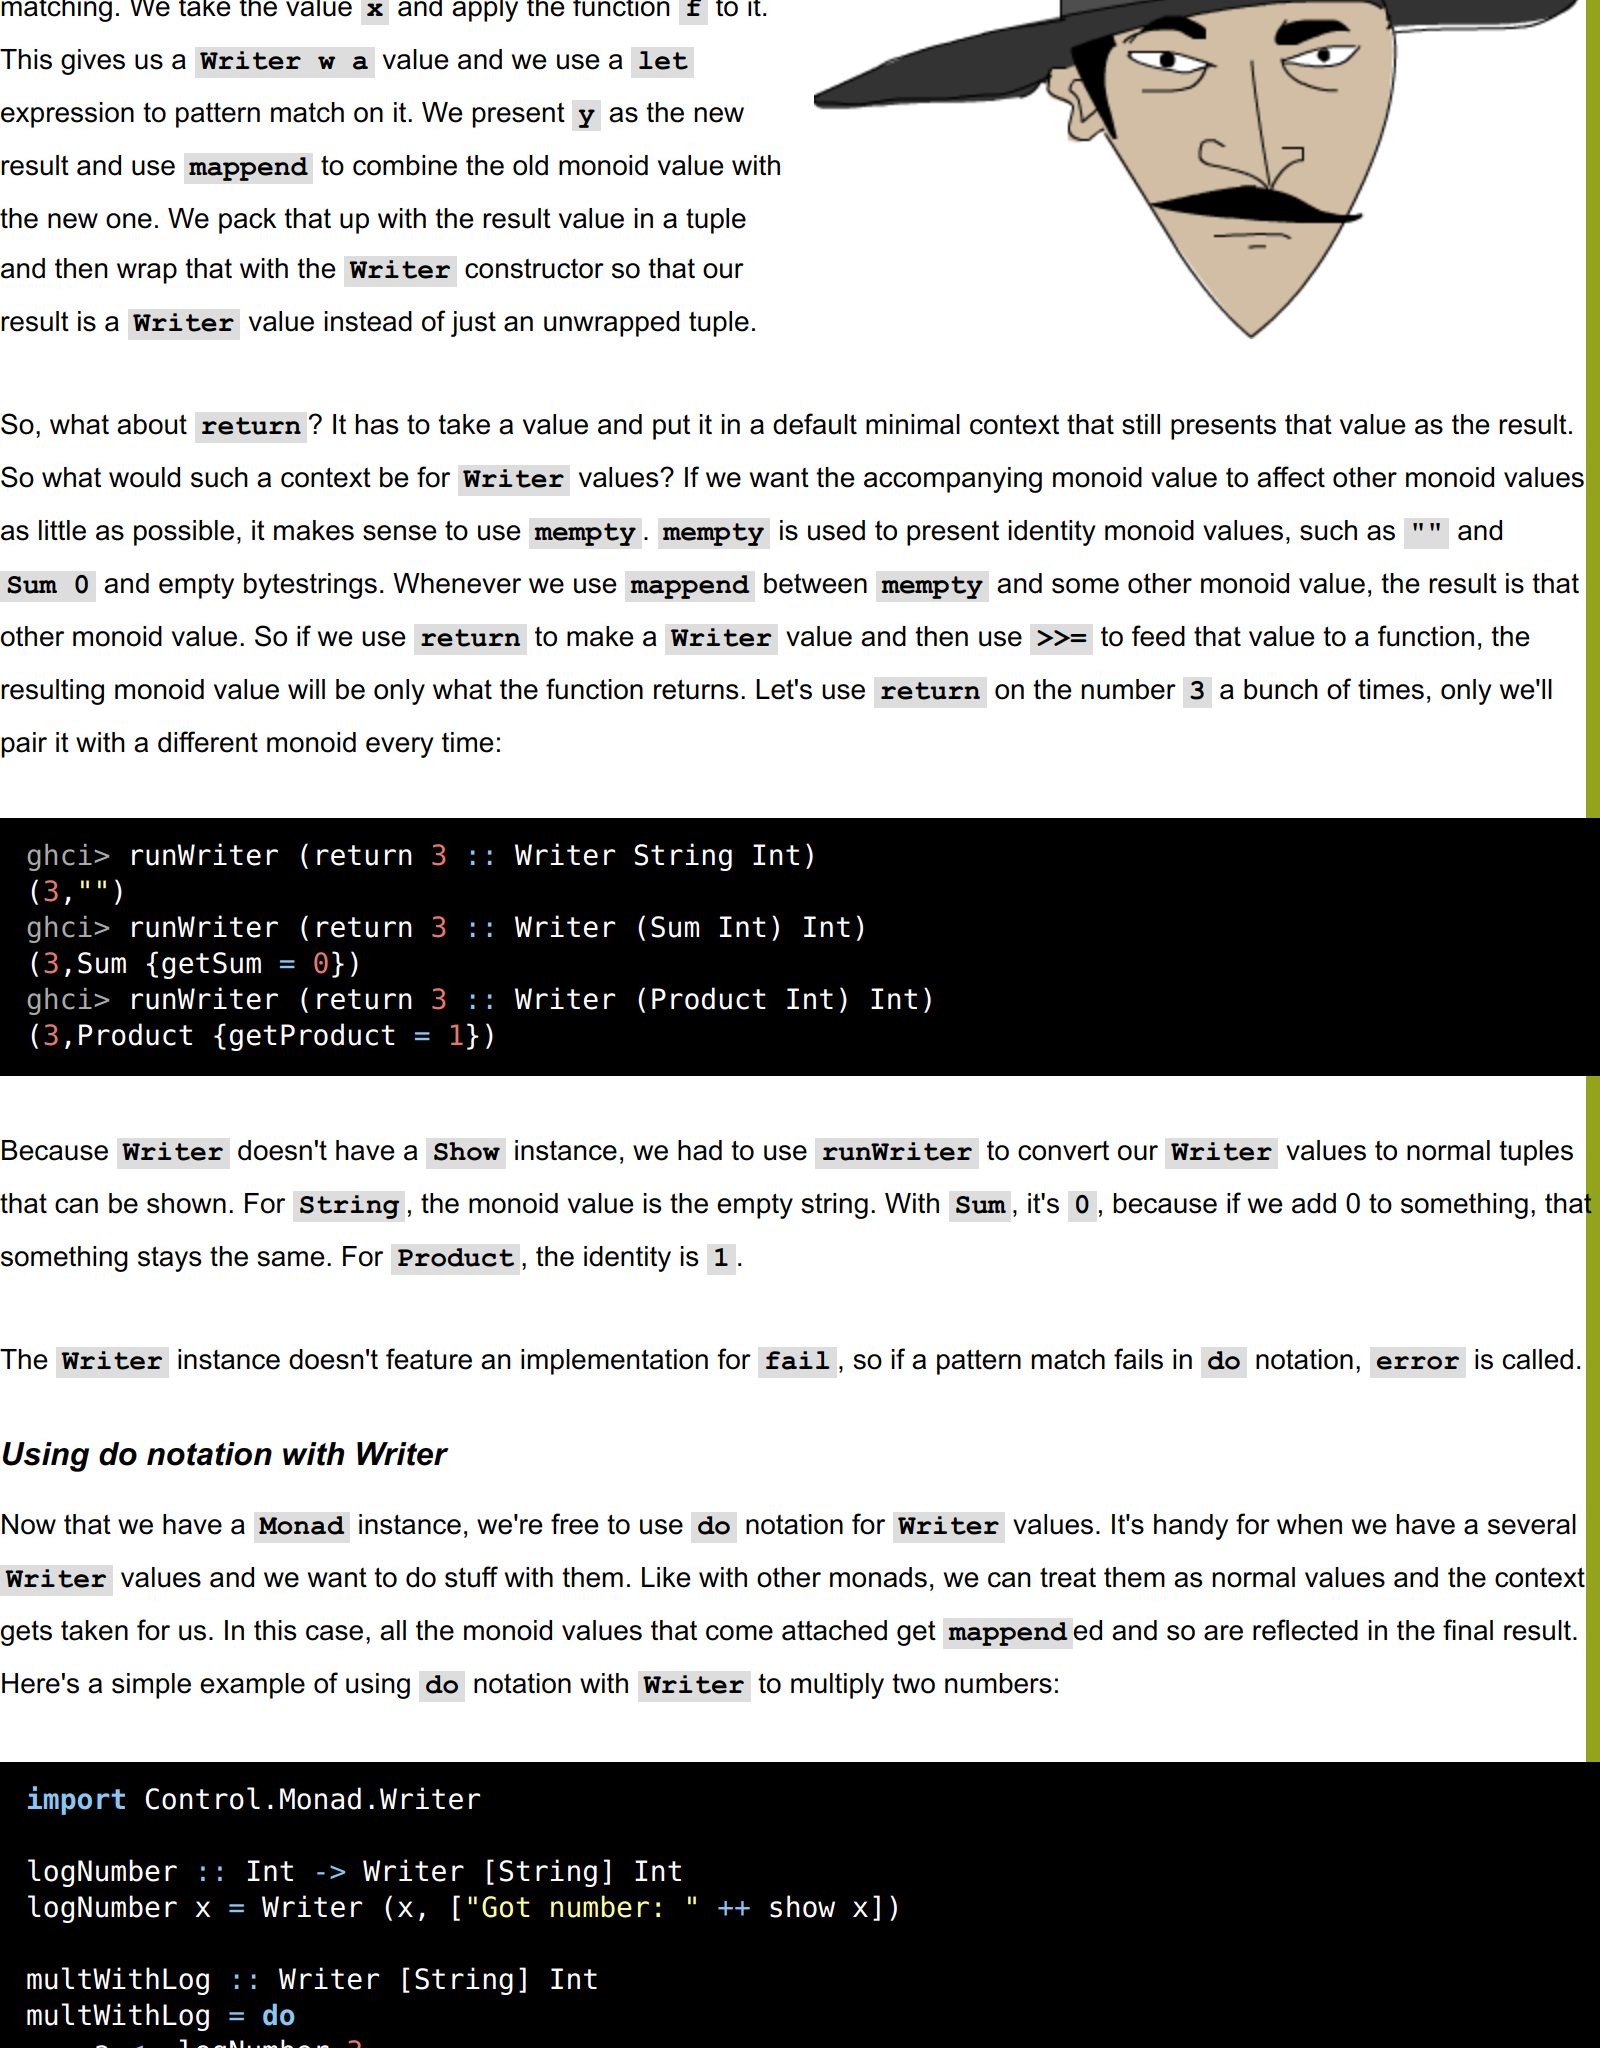 matching. We take the value x and apply the function f to it.
This gives us a Writer w a value and we use a let
expression to pattern match on it. We present y as the new
result and use mappend to combine the old monoid value with
the new one. We pack that up with the result value in a tuple
and then wrap that with the Writer constructor so that our
result is a Writer value instead of just an unwrapped tuple.
So, what about return? It has to take a value and put it in a default minimal context that still presents that value as the result.
So what would such a context be for Writer values? If we want the accompanying monoid value to affect other monoid values
as little as possible, it makes sense to use mempty. mempty is used to present identity monoid values, such as "" and
Sum 0 and empty bytestrings. Whenever we use mappend between mempty and some other monoid value, the result is that
other monoid value. So if we use return to make a Writer value and then use >>= to feed that value to a function, the
resulting monoid value will be only what the function returns. Let's use return on the number 3 a bunch of times, only we'll
pair it with a different monoid every time:
ghci> runWriter (return 3 :: Writer String Int)
(3,"")
ghci> runWriter (return 3 :: Writer (Sum Int) Int)
(3,Sum {getSum = 0})
ghci> runWriter (return 3 :: Writer (Product Int) Int)
(3,Product {getProduct = 1})
Because Writer doesn't have a Show instance, we had to use runWriter to convert our Writer values to normal tuples
that can be shown. For String, the monoid value is the empty string. With Sum, it's 0, because if we add 0 to something, that
something stays the same. For Product, the identity is 1.
The Writer instance doesn't feature an implementation for fail, so if a pattern match fails in do notation, error is called.
Using do notation with Writer
Now that we have a Monad instance, we're free to use do notation for Writer values. It's handy for when we have a several
Writer values and we want to do stuff with them. Like with other monads, we can treat them as normal values and the context
gets taken for us. In this case, all the monoid values that come attached get mappended and so are reflected in the final result.
Here's a simple example of using do notation with Writer to multiply two numbers:
import Control.Monad.Writer
logNumber :: Int -> Writer [String] Int
logNumber x = Writer (x, ["Got number: " ++ show x])
multWithLog :: Writer [String] Int
multWithLog = do
a <- logNumber 3